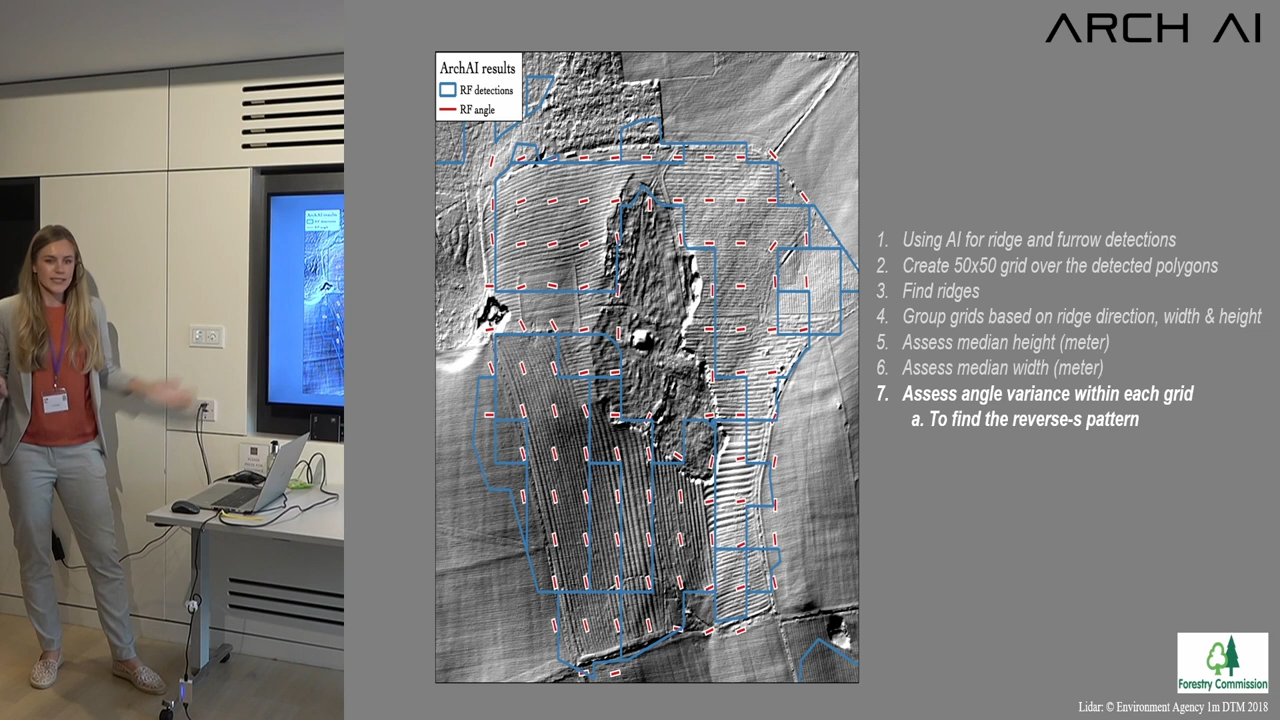 ARCH AI
ArchAI results
RF detections
RF angle
1. Using AI for ridge and furrow detections
2. Create 50x50 grid over the detected polygons
3. Find ridges
4. Group grids based on ridge direction, width & height
5. Assess median height (meter)
6. Assess median width (meter)
7. Assess angle variance within each grid
a. To find the reverse-s pattern
Forestry Commission
Lidar: © Environment Agency 1m DTM 2018
ArchAI results